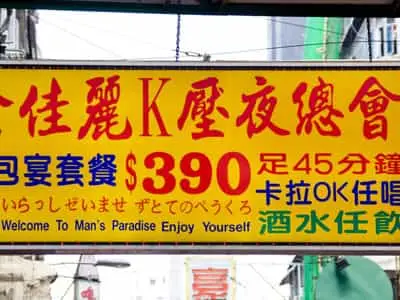 佳麗K壓夜總會
包宴套餐 $390
いらっしぜいませ ずとてのべうくろ
Welcome To Man's Paradise Enjoy Yourself
足45分鐘
卡拉OK任唱
酒水任飲